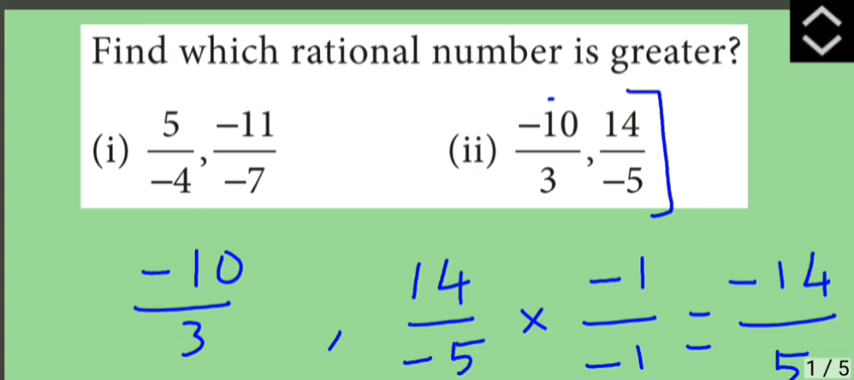 Find which rational number is greater?
(i) 5/−4, −11/−7 (ii) −10/3, 14/−5
−10/3 , 14/−5 × −1/−1 = −14/5
1 / 5